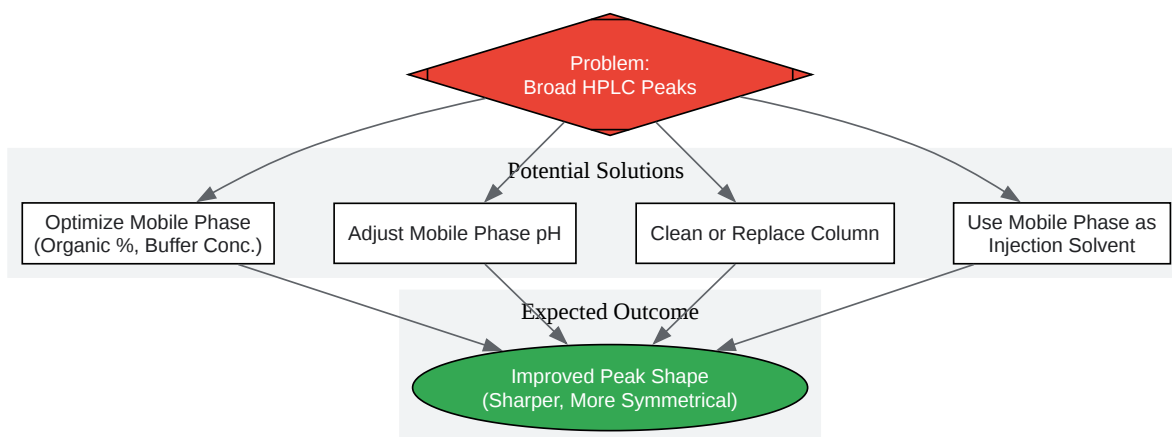 Problem:
Broad HPLC Peaks
Potential Solutions
Optimize Mobile Phase
(Organic %, Buffer Conc.)
Adjust Mobile Phase pH
Clean or Replace Column
Use Mobile Phase as
Injection Solvent
Expected Outcome
Improved Peak Shape
(Sharper, More Symmetrical)